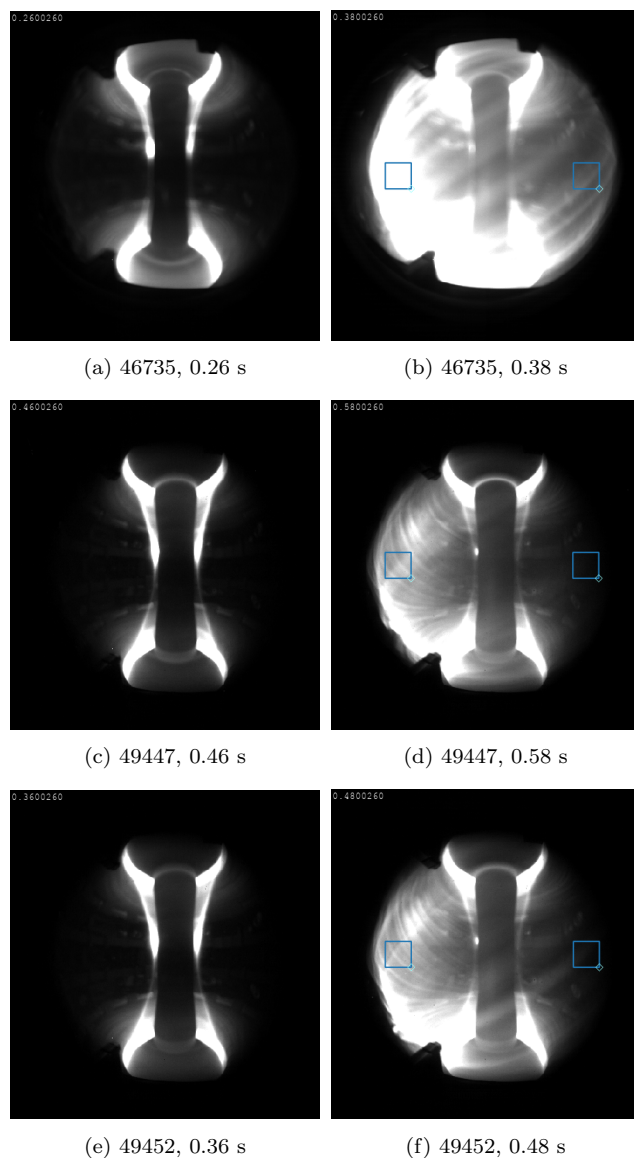 0.2600260
0.3800260
(a) 46735, 0.26 s
(b) 46735, 0.38 s
0.4600260
0.5800260
(c) 49447, 0.46 s
(d) 49447, 0.58 s
0.3600260
0.4800260
(e) 49452, 0.36 s
(f) 49452, 0.48 s